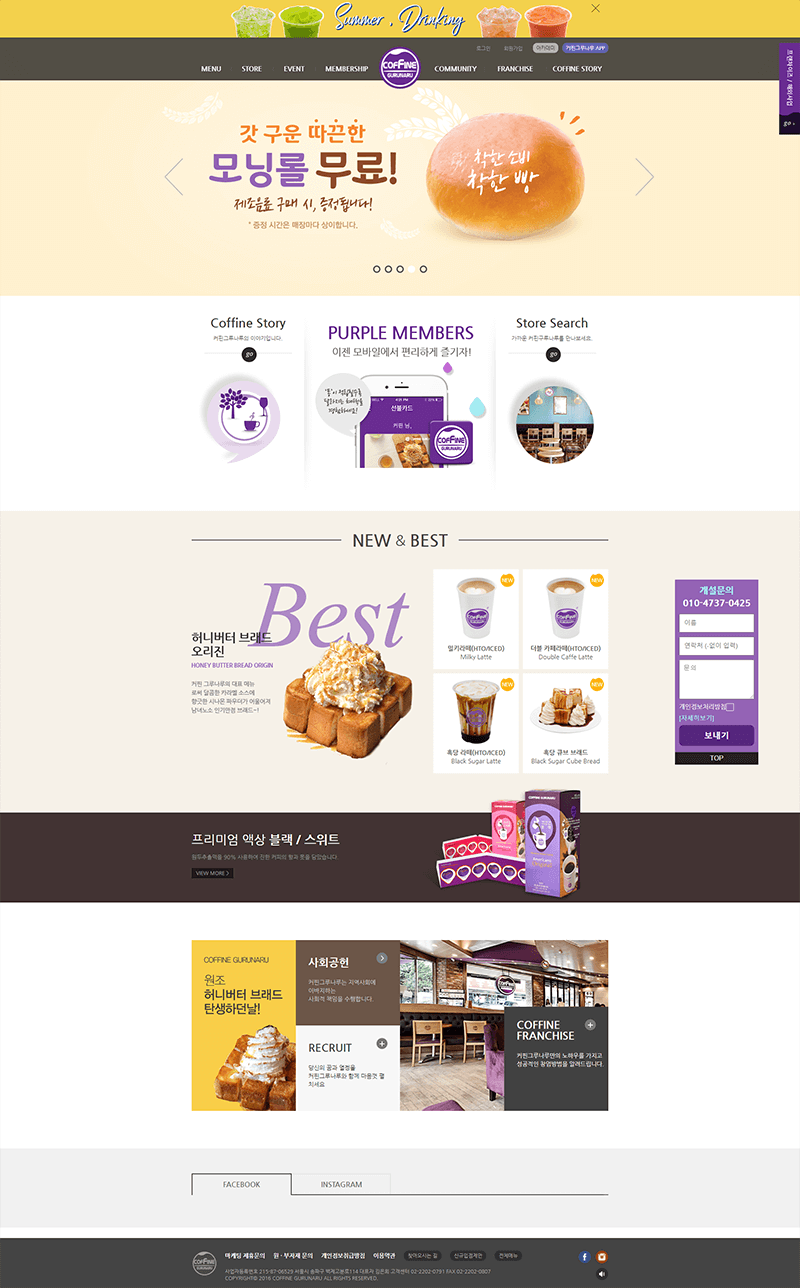 Summer, Drinking
로그인 회원가입 아카데미 커핀그루나루 APP
MENU STORE EVENT MEMBERSHIP COFFINE GURUNARU COMMUNITY FRANCHISE COFFINE STORY
go
갓 구운 따끈한
모닝롤 무료!
제조음료 구매 시, 증정됩니다!
* 증정 시간은 매장마다 상이합니다.
착한 소비
착한 빵
Coffine Story
커핀그루나루의 이야기입니다.
go
PURPLE MEMBERS
이젠 모바일에서 편리하게 즐기자!
선불카드
커핀 님,
COFFINE
GURUNARU
Store Search
가까운 커핀그루나루를 만나보세요.
go
NEW & BEST
Best
허니버터 브래드
오리진
HONEY BUTTER BREAD ORIGIN
커핀 그루나루의 대표 메뉴
로써 달콤한 카라멜 소스에
향긋한 시나몬 파우더가 어울어져
남녀노소 인기만점 브래드~!
NEW
밀키라떼(HTO/ICED)
Milky Latte
NEW
더블 카페라떼(HTO/ICED)
Double Caffe Latte
NEW
흑당 라떼(HTO/ICED)
Black Sugar Latte
NEW
흑당 큐브 브래드
Black Sugar Cube Bread
개설문의
010-4737-0425
이름
연락처 (-없이 입력)
문의
개인정보처리방침
[자세히보기]
보내기
TOP
프리미엄 액상 블랙 / 스위트
원두추출액을 90% 사용하여 진한 커피의 향과 맛을 담았습니다.
VIEW MORE >
COFFINE GURUNARU
원조
허니버터 브래드
탄생하던날!
사회공헌
커핀그루나루는 지역사회에
이바지하는
사회적 책임을 수행합니다.
RECRUIT
당신의 꿈과 열정을
커핀그루나루와 함께 마음껏 펼
치세요
COFFINE
FRANCHISE
커핀그루나루만의 노하우를 가지고
성공적인 창업방법을 알려드립니다.
FACEBOOK INSTAGRAM
마케팅 제휴문의 원·부자재 문의 개인정보취급방침 이용약관 찾아오시는 길 신규입점제안 전체메뉴
사업자등록번호 215-87-06529 서울시 송파구 백제고분로114 대표자 김은희 고객센터 02-2202-0791 FAX 02-2202-0807
COPYRIGHT© 2016 COFFINE GURUNARU ALL RIGHTS RESERVED.